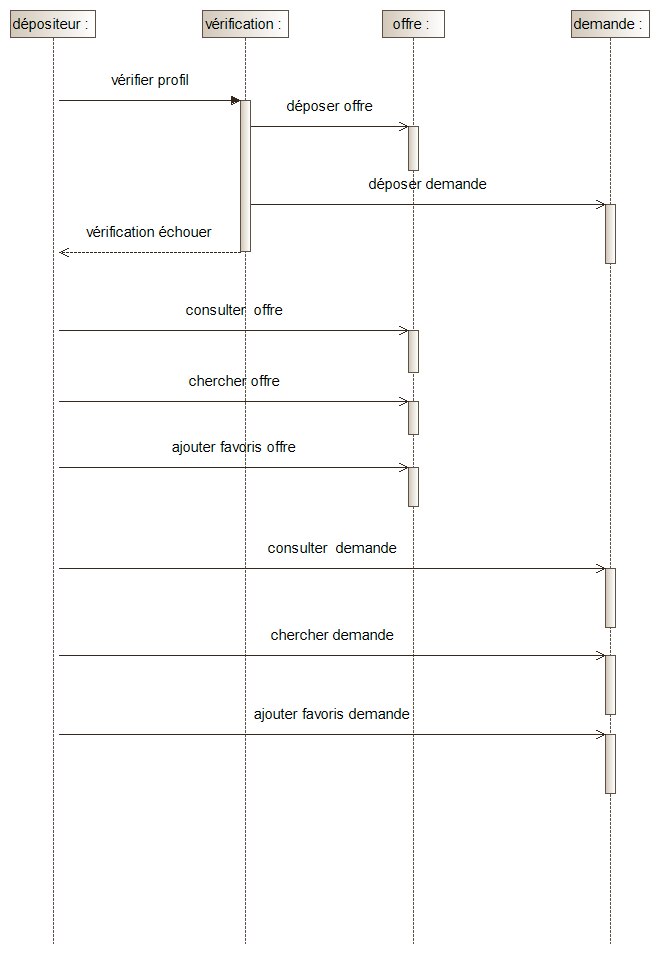 dépositeur :
vérification :
offre :
demande :
vérifier profil
déposer offre
déposer demande
vérification échouer
consulter  offre
chercher offre
ajouter favoris offre
consulter  demande
chercher demande
ajouter favoris demande